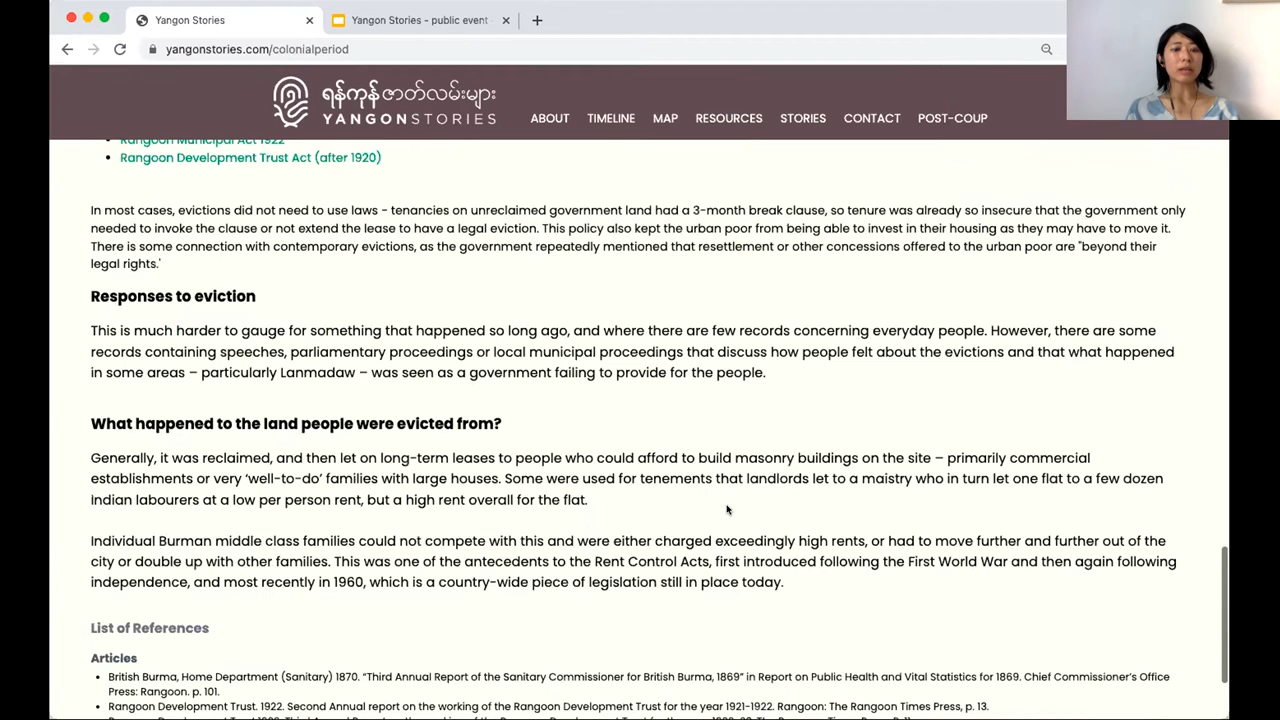 Yangon Stories
Yangon Stories - public event
yangonstories.com/colonialperiod
ရန်ကုန်ဇာတ်လမ်းများ
YANGONSTORIES
ABOUT TIMELINE MAP RESOURCES STORIES CONTACT POST-COUP
Rangoon Municipal Act 1922
Rangoon Development Trust Act (after 1920)
In most cases, evictions did not need to use laws - tenancies on unreclaimed government land had a 3-month break clause, so tenure was already so insecure that the government only
needed to invoke the clause or not extend the lease to have a legal eviction. This policy also kept the urban poor from being able to invest in their housing as they may have to move it.
There is some connection with contemporary evictions, as the government repeatedly mentioned that resettlement or other concessions offered to the urban poor are "beyond their
legal rights.'
Responses to eviction
This is much harder to gauge for something that happened so long ago, and where there are few records concerning everyday people. However, there are some
records containing speeches, parliamentary proceedings or local municipal proceedings that discuss how people felt about the evictions and that what happened
in some areas – particularly Lanmadaw – was seen as a government failing to provide for the people.
What happened to the land people were evicted from?
Generally, it was reclaimed, and then let on long-term leases to people who could afford to build masonry buildings on the site – primarily commercial
establishments or very 'well-to-do' families with large houses. Some were used for tenements that landlords let to a maistry who in turn let one flat to a few dozen
Indian labourers at a low per person rent, but a high rent overall for the flat.
Individual Burman middle class families could not compete with this and were either charged exceedingly high rents, or had to move further and further out of the
city or double up with other families. This was one of the antecedents to the Rent Control Acts, first introduced following the First World War and then again following
independence, and most recently in 1960, which is a country-wide piece of legislation still in place today.
List of References
Articles
British Burma, Home Department (Sanitary) 1870. "Third Annual Report of the Sanitary Commissioner for British Burma, 1869" in Report on Public Health and Vital Statistics for 1869. Chief Commissioner's Office
Press: Rangoon. p. 101.
Rangoon Development Trust. 1922. Second Annual report on the working of the Rangoon Development Trust for the year 1921-1922. Rangoon: The Rangoon Times Press, p. 13.